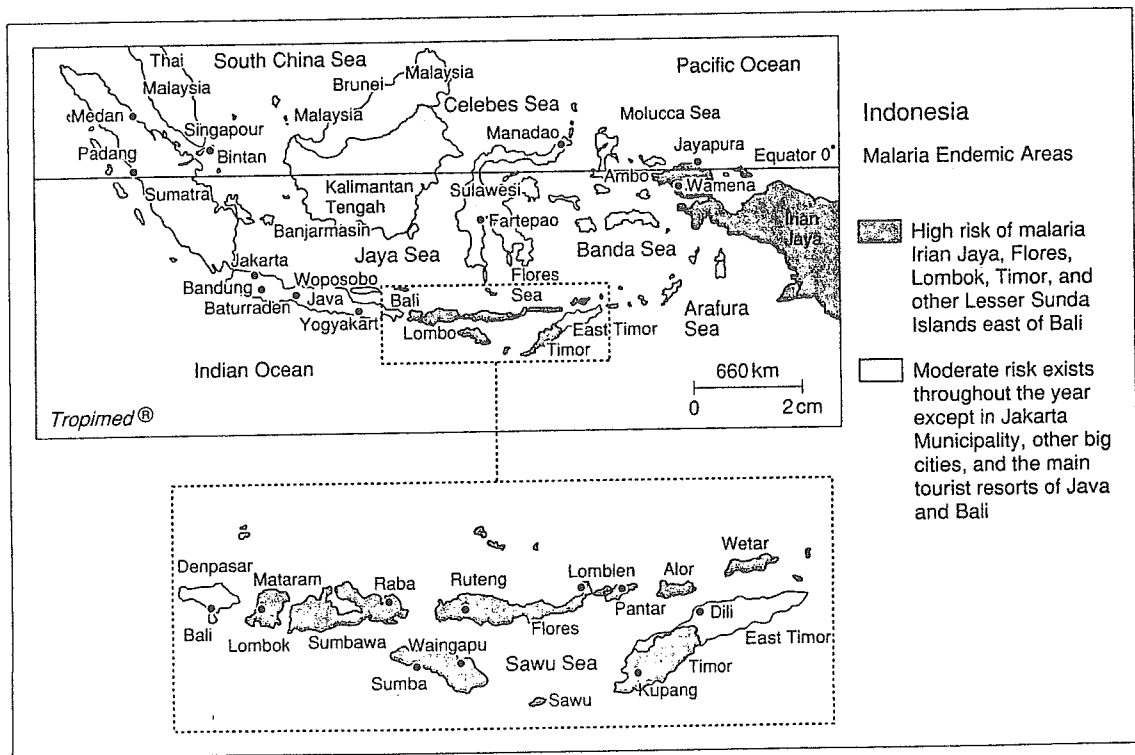 Thai
South China Sea
Malaysia
Pacific Ocean
Malaysia
Brunei
Medan
Malaysia
Celebes Sea
Molucca Sea
Singapour
Manadao
Jayapura
Padang
Bintan
Equator 0°
Ambo
Wamena
Sumatra
Kalimantan
Tengah
Sulawesi
Irian
Jaya
Banjarmasin
Fartepao
Jakarta
Jaya Sea
Banda Sea
Bandung
Woposobo
Flores
Sea
Baturraden
Java
Bali
Arafura
Sea
Yogyakart
Lombo
East Timor
Timor
Indian Ocean
660 km
0 2 cm
Tropimed ®
Indonesia
Malaria Endemic Areas
High risk of malaria
Irian Jaya, Flores,
Lombok, Timor, and
other Lesser Sunda
Islands east of Bali
Moderate risk exists
throughout the year
except in Jakarta
Municipality, other big
cities, and the main
tourist resorts of Java
and Bali
Denpasar
Mataram
Raba
Ruteng
Lomblen
Alor
Wetar
Bali
Lombok
Sumbawa
Flores
Pantar
Dili
East Timor
Waingapu
Sawu Sea
Timor
Sumba
Sawu
Kupang